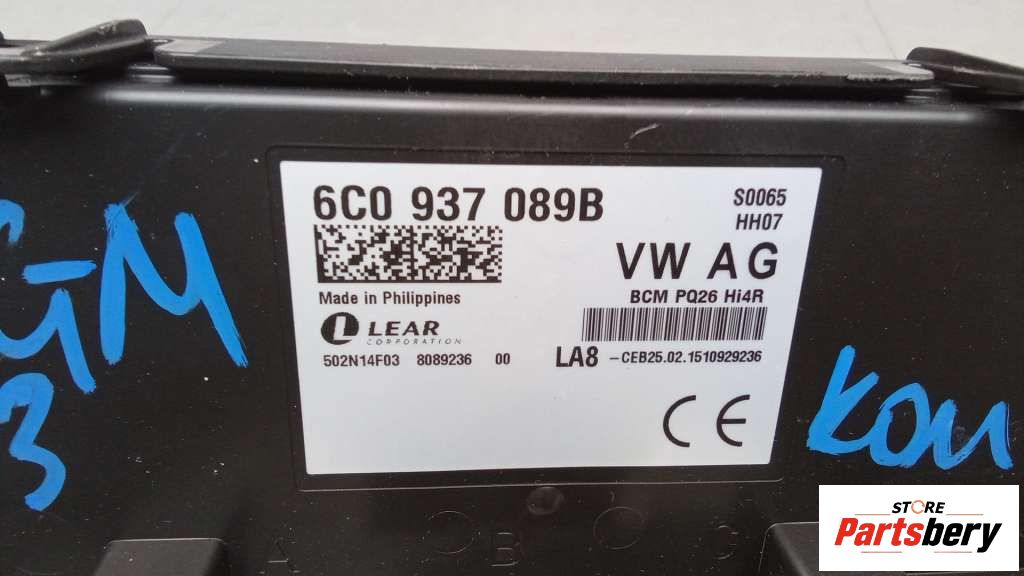 6C0 937 089B
S0065
HH07
VW AG
Made in Philippines
BCM PQ26 Hi4R
LEAR
CORPORATION
502N14F03 8089236 00
LA8 -CEB25.02.1510929236
CE
3
A B C
STORE
Partsbery